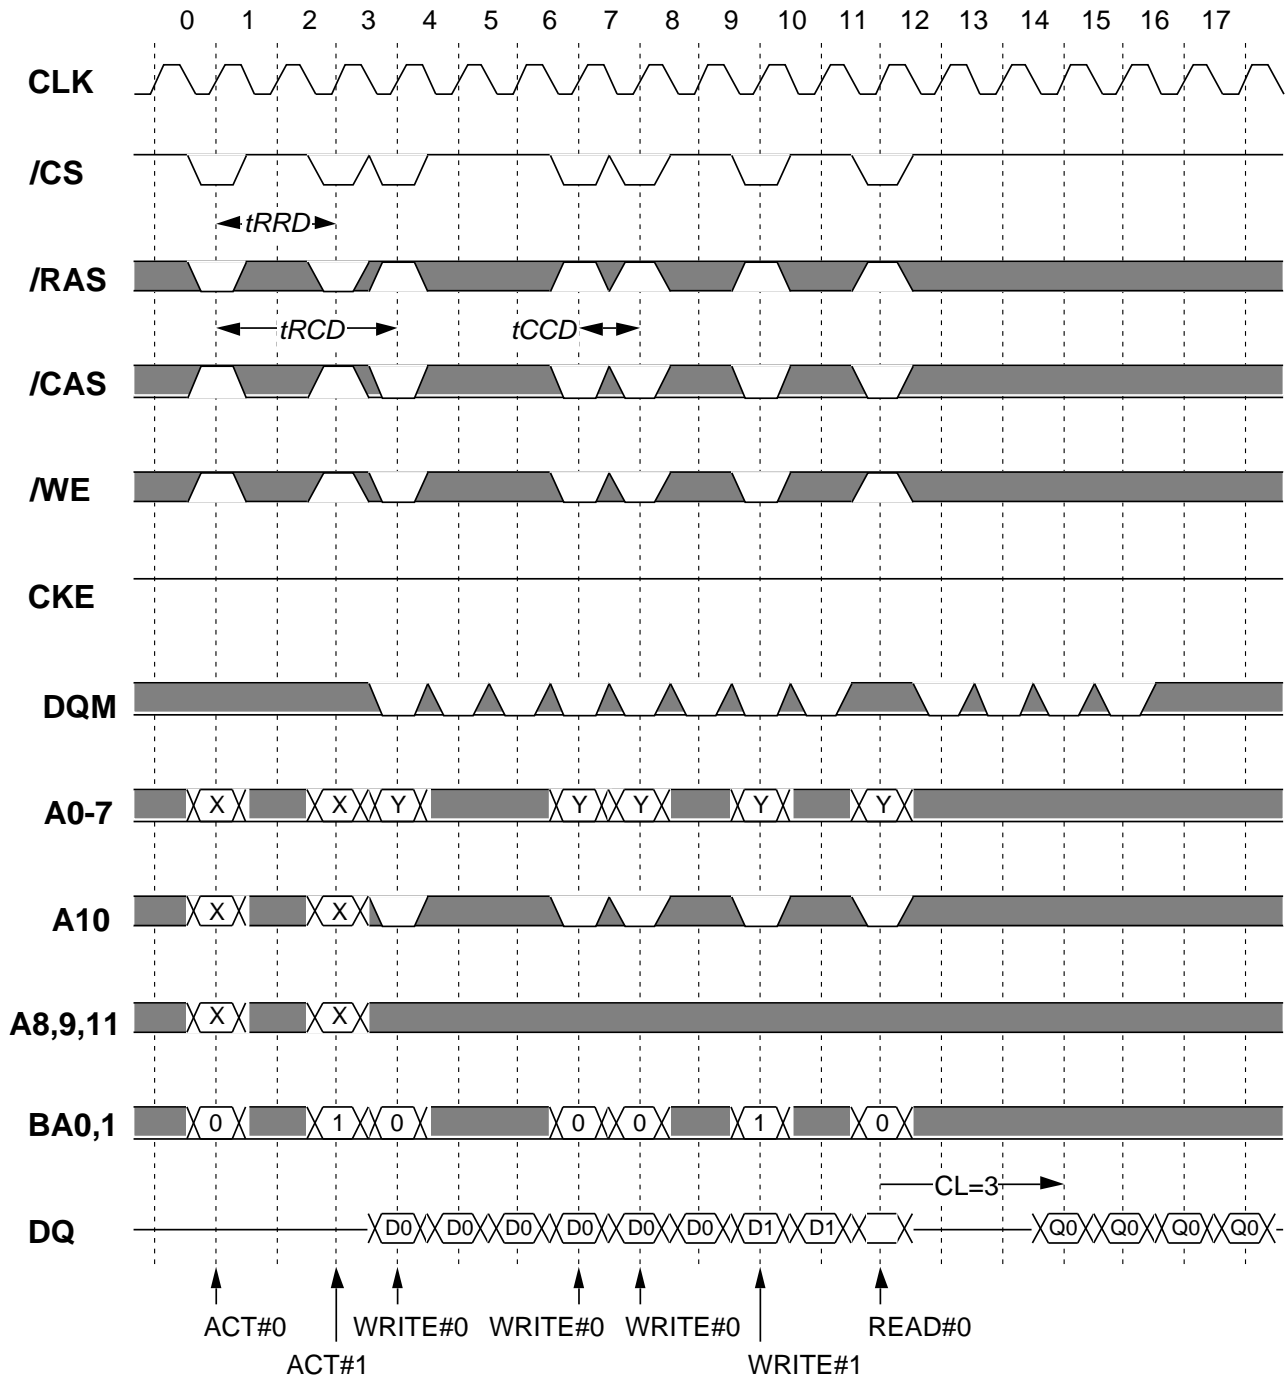 0 1 2 3 4 5 6 7 8 9 10 11 12 13 14 15 16 17
CLK
/CS
tRRD
/RAS
tRCD tCCD
/CAS
/WE
CKE
DQM
A0-7 X X Y Y Y Y Y
A10 X X
A8,9,11 X X
BA0,1 0 1 0 0 0 1 0
CL=3
DQ D0 D0 D0 D0 D0 D0 D1 D1 Q0 Q0 Q0 Q0
ACT#0 WRITE#0 WRITE#0 WRITE#0 READ#0
ACT#1 WRITE#1